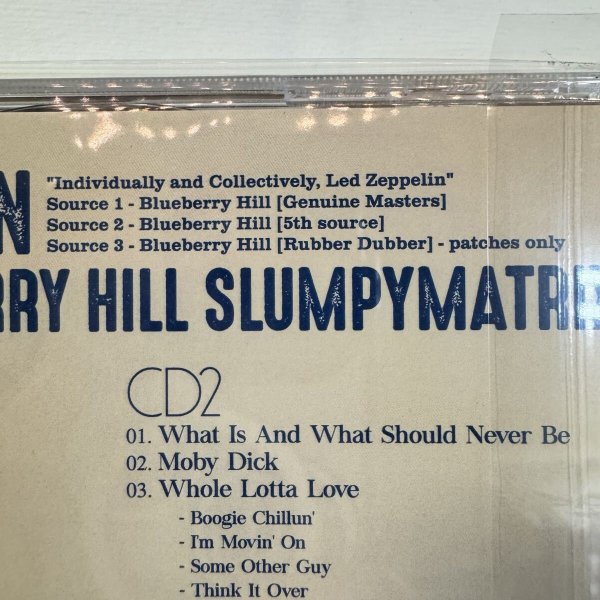 N
"Individually and Collectively, Led Zeppelin"
Source 1 - Blueberry Hill [Genuine Masters]
Source 2 - Blueberry Hill [5th source]
Source 3 - Blueberry Hill [Rubber Dubber] - patches only
RRY HILL SLUMPYMATRI
CD2
01. What Is And What Should Never Be
02. Moby Dick
03. Whole Lotta Love
- Boogie Chillun'
- I'm Movin' On
- Some Other Guy
- Think It Over